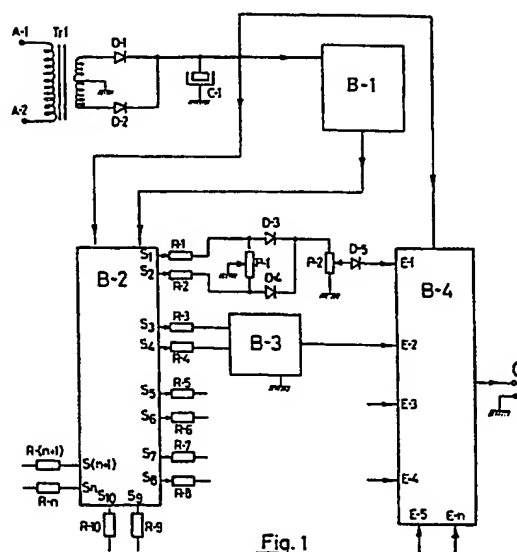 A-1
Tr1
D-1
A-2
D-2
C-1
B-1
B-2
S1
R-1
D-3
P-1
P-2
D-5
E-1
S2
R-2
D-4
B-4
S3
R-3
B-3
E-2
S4
R-4
S5
R-5
E-3
S6
R-6
R-(n+1)
S(n+1)
S7
R-7
E-4
Sn
R-n
S8
R-8
S10
S9
R-10
R-9
E-5
E-n
Fig. 1